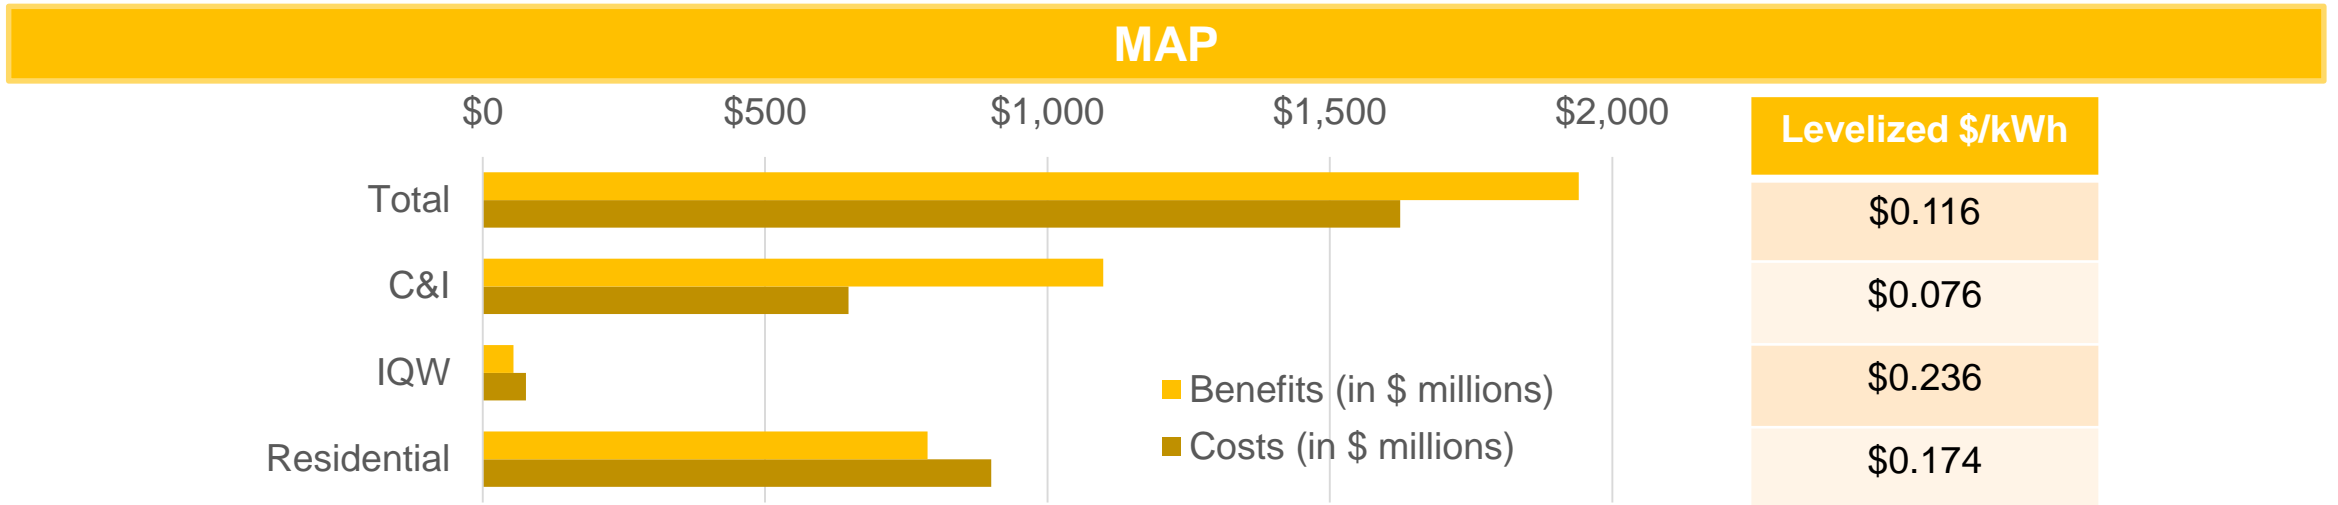 MAP
$0 $500 $1,000 $1,500 $2,000
Levelized $/kWh
Total
$0.116
C&I
$0.076
IQW
$0.236
Residential
$0.174
Benefits (in $ millions)
Costs (in $ millions)